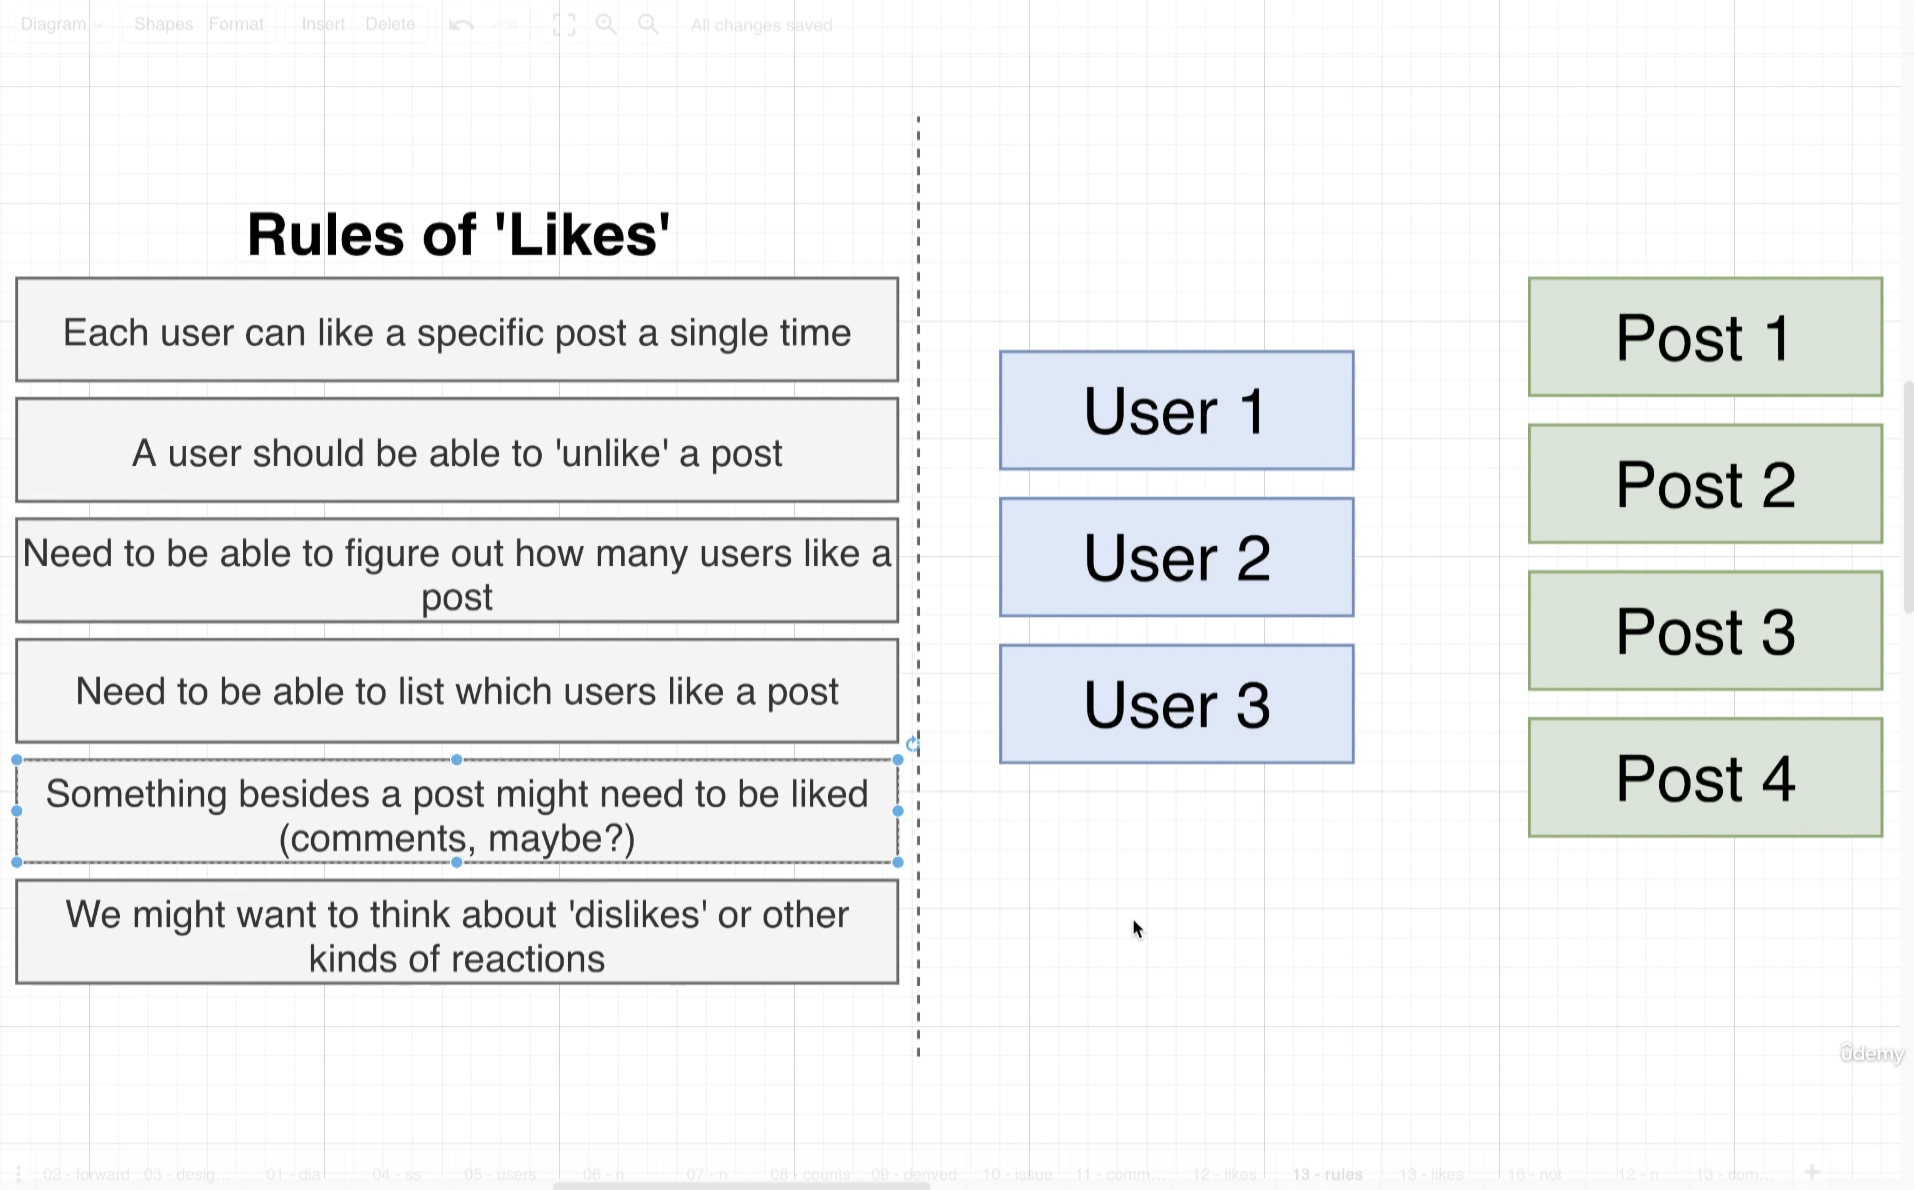 Diagram Shapes Format Insert Delete All changes saved
Rules of 'Likes'
Each user can like a specific post a single time
A user should be able to 'unlike' a post
Need to be able to figure out how many users like a
post
Need to be able to list which users like a post
Something besides a post might need to be liked
(comments, maybe?)
We might want to think about 'dislikes' or other
kinds of reactions
User 1
User 2
User 3
Post 1
Post 2
Post 3
Post 4
udemy
02 - forward 03 - desig... 01 - dia 04 - ss 05 - users 06 - n 07 - n 08 - counts 09 - derived 10 - issue 11 - comm... 12 - likes 13 - rules 13 - likes 16 - not 12 - n 13 - com...